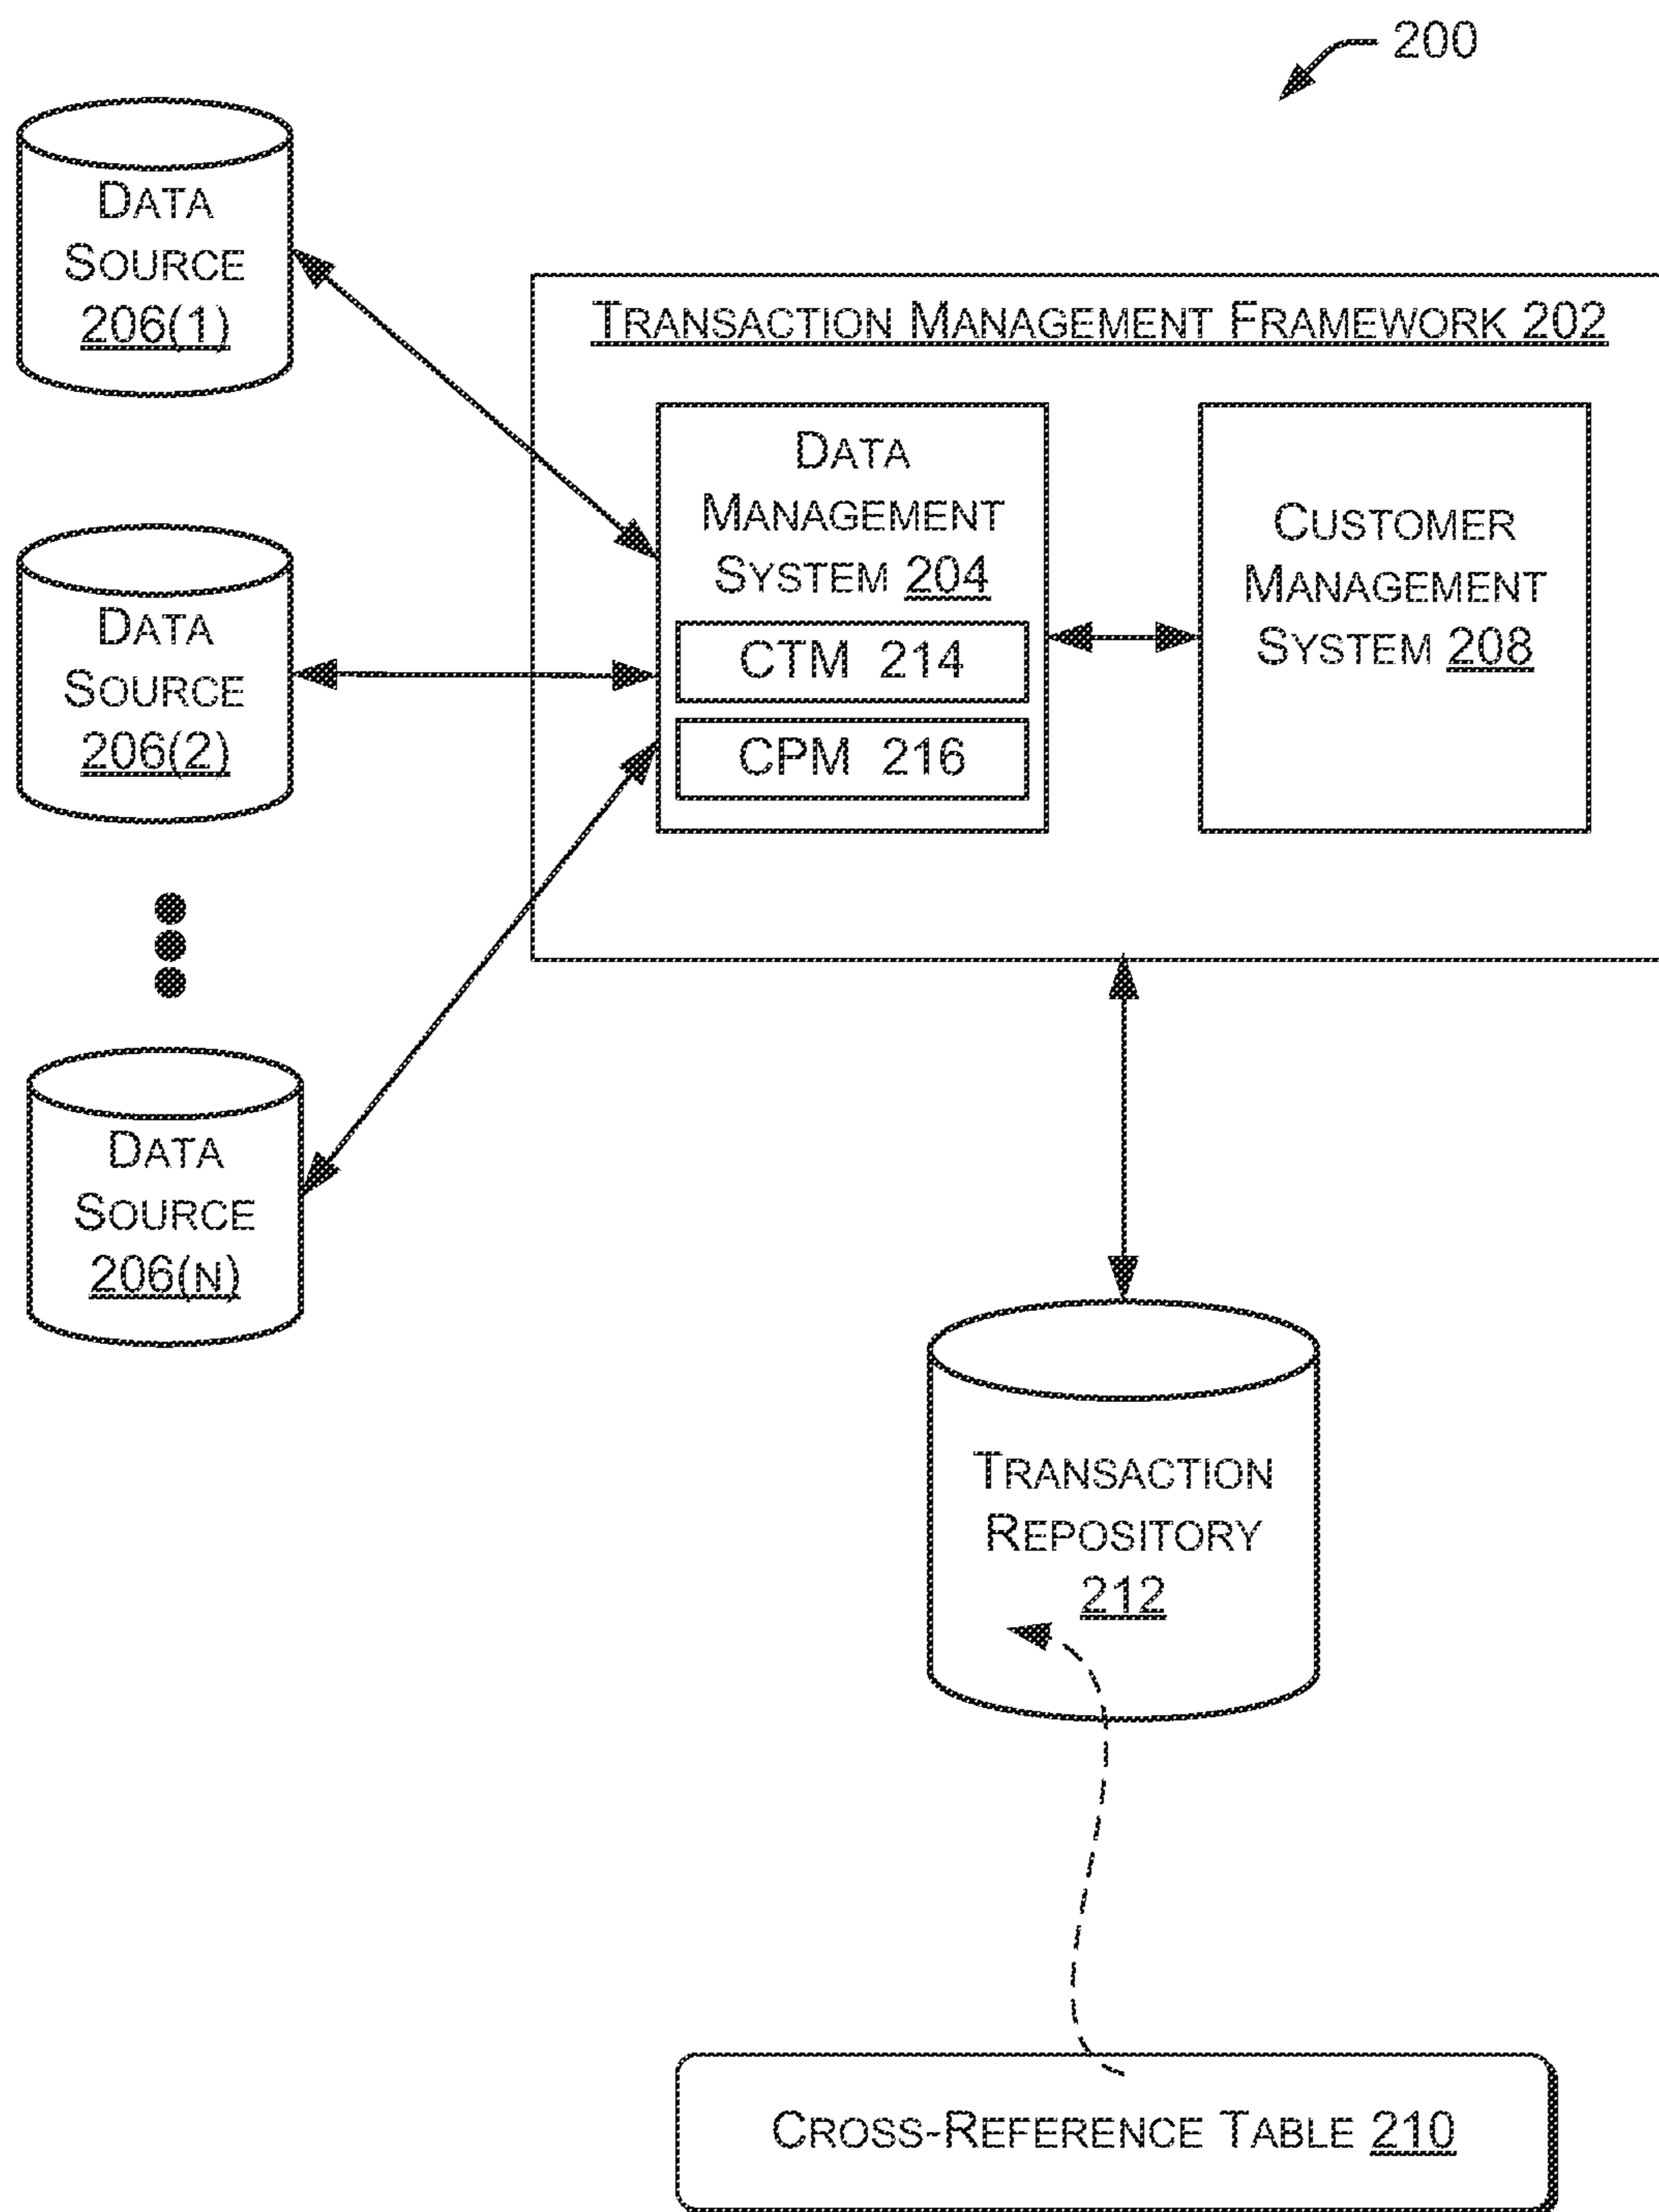 200
DATA
SOURCE
206(1)
TRANSACTION MANAGEMENT FRAMEWORK 202
DATA
MANAGEMENT
SYSTEM 204
CTM 214
CPM 216
CUSTOMER
MANAGEMENT
SYSTEM 208
DATA
SOURCE
206(2)
DATA
SOURCE
206(N)
TRANSACTION
REPOSITORY
212
CROSS-REFERENCE TABLE 210